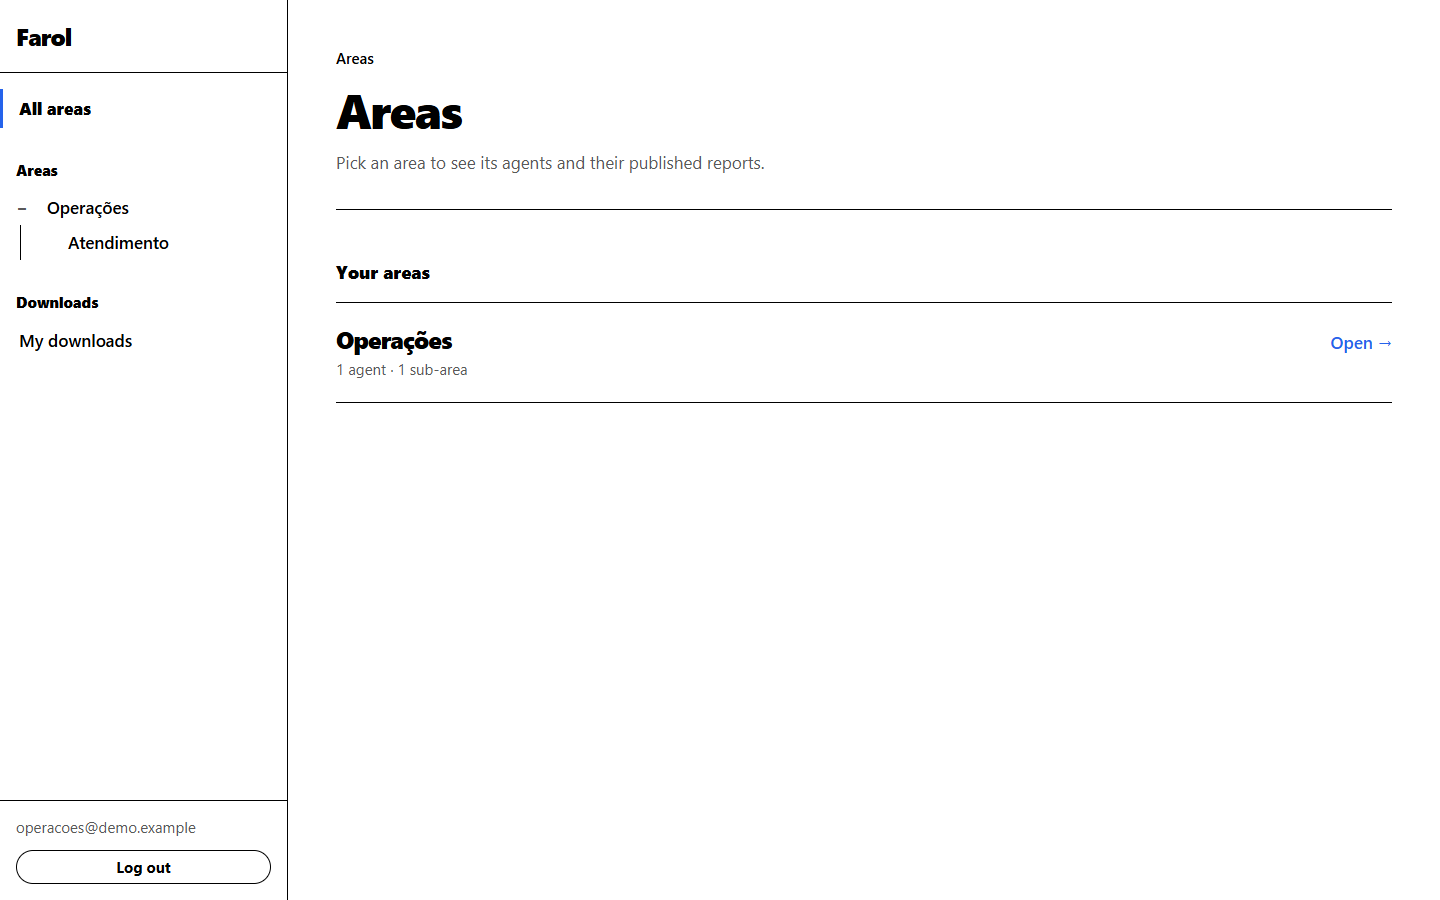 Farol
All areas
Areas
– Operações
Atendimento
Downloads
My downloads
operacoes@demo.example
Log out
Areas
Areas
Pick an area to see its agents and their published reports.
Your areas
Operações
Open →
1 agent · 1 sub-area